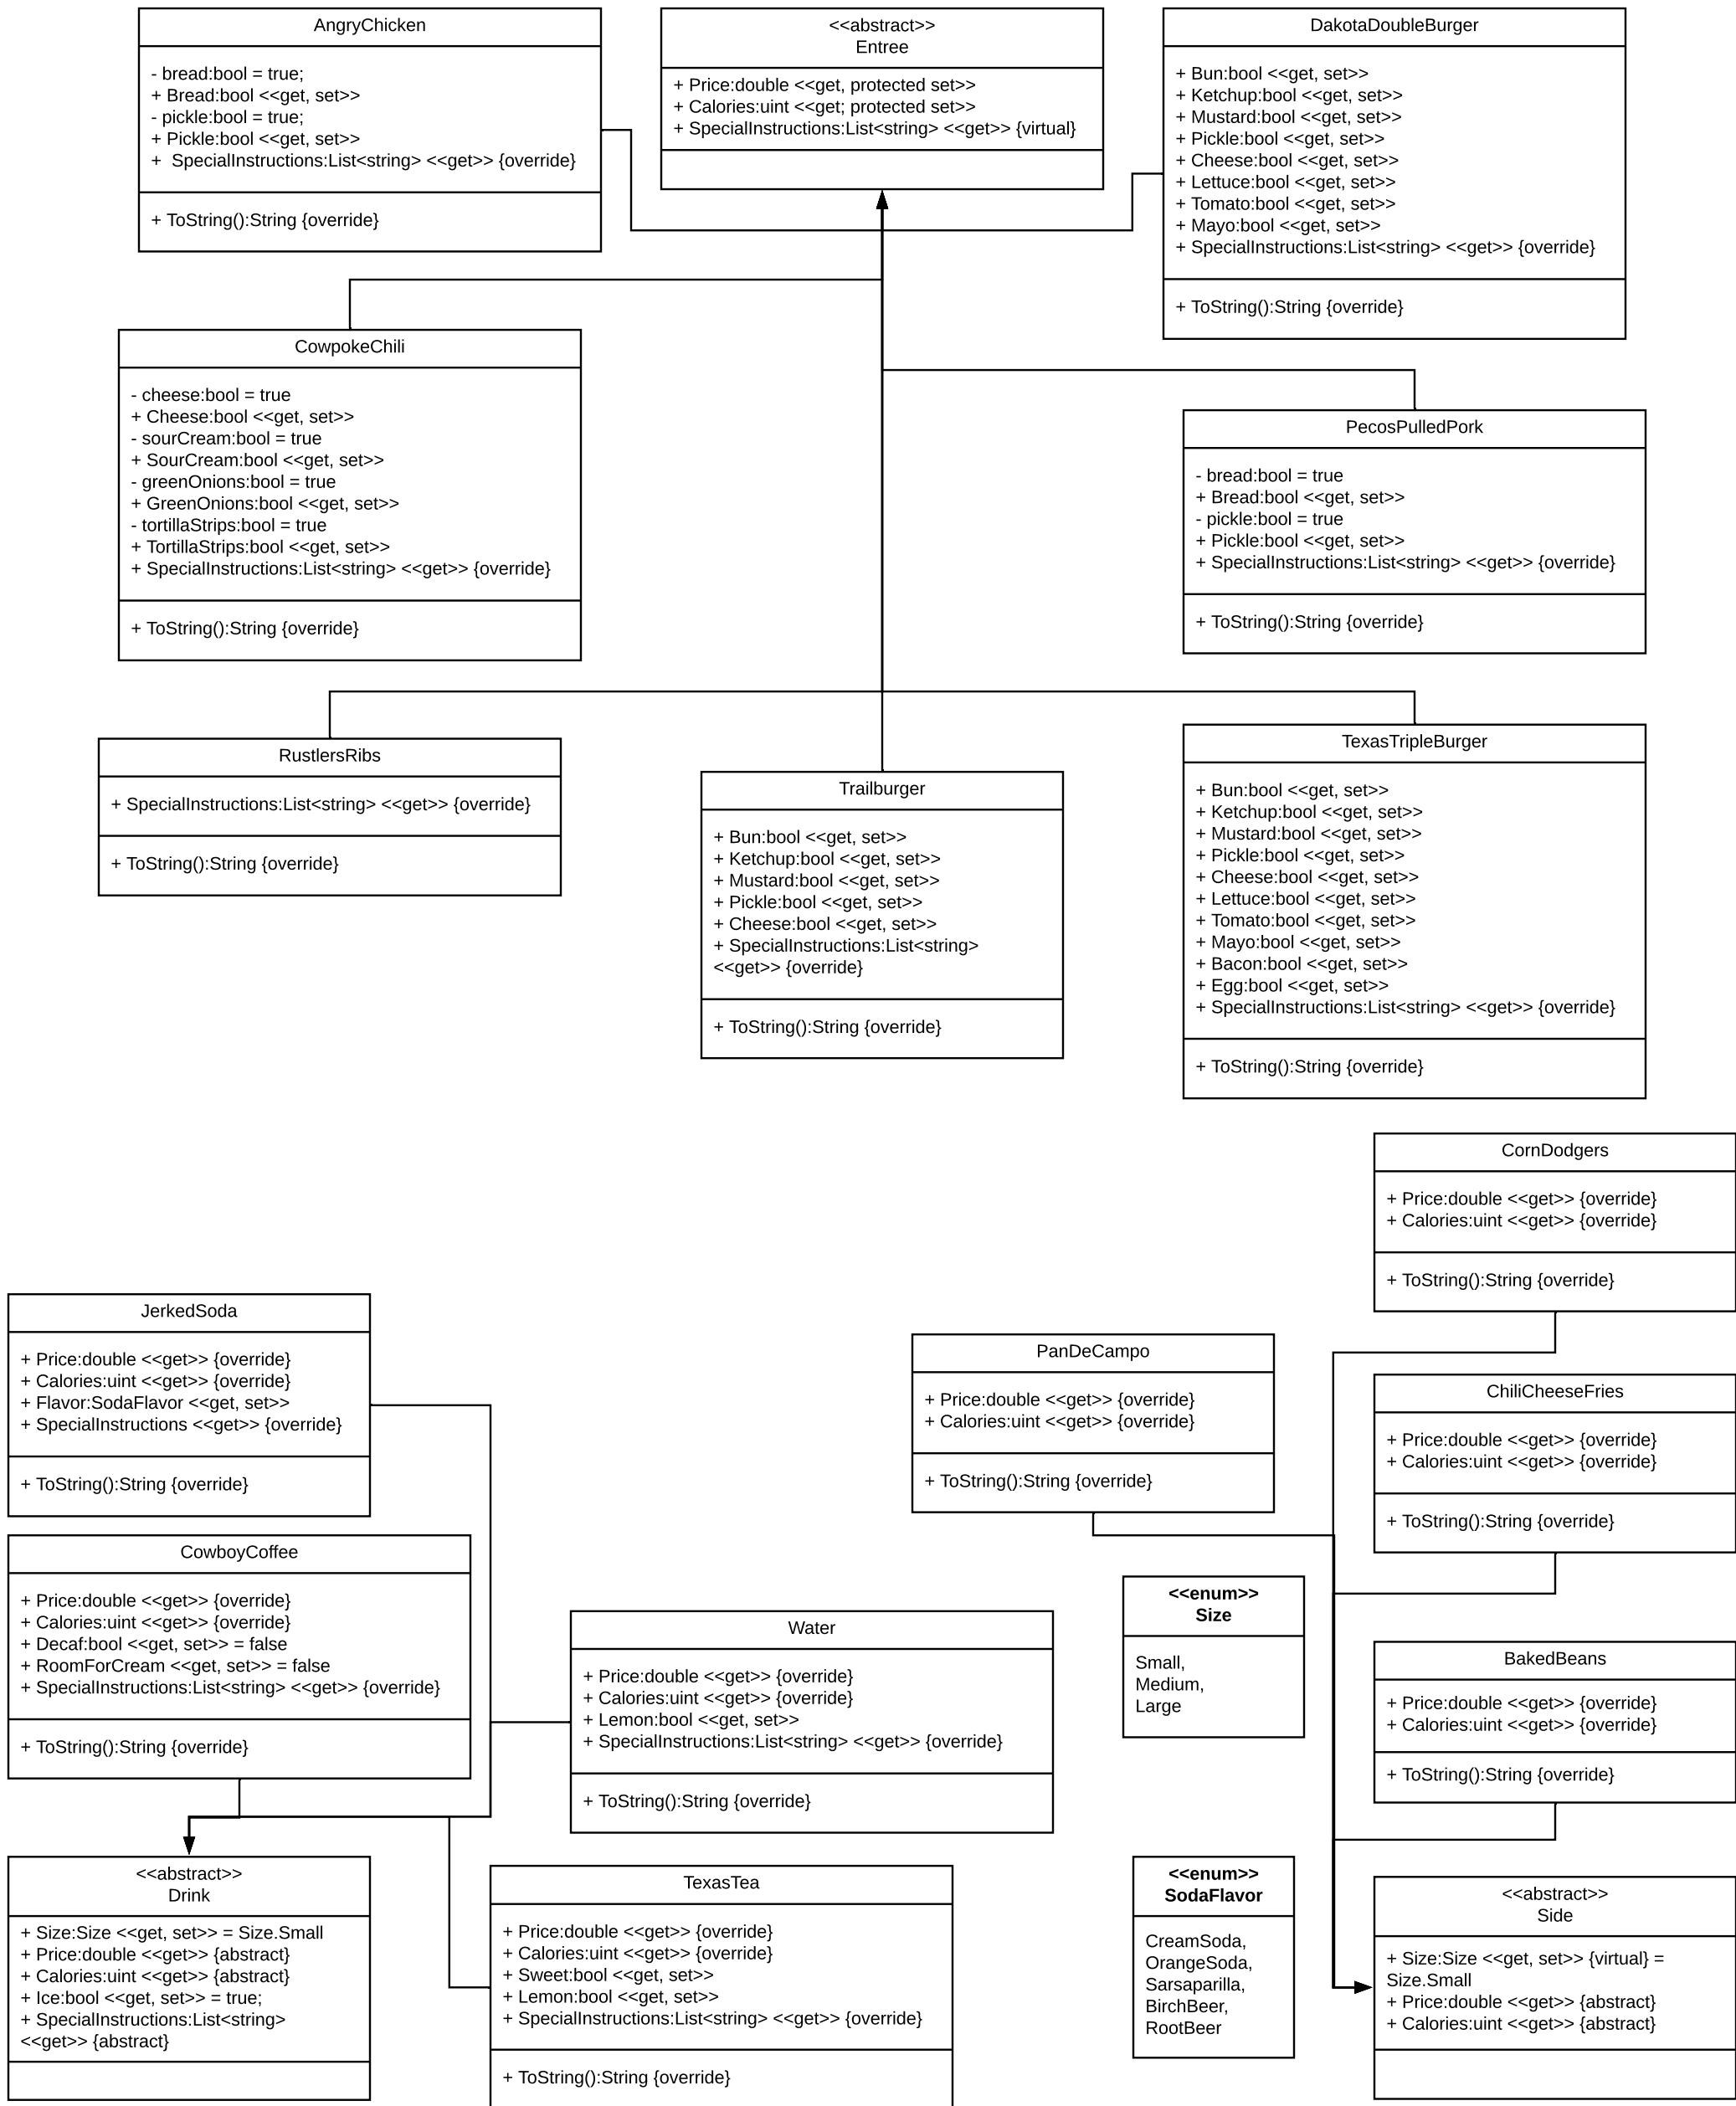 AngryChicken
- bread:bool = true;
+ Bread:bool <<get, set>>
- pickle:bool = true;
+ Pickle:bool <<get, set>>
+  SpecialInstructions:List<string> <<get>> {override}
+ ToString():String {override}
<<abstract>>
Entree
+ Price:double <<get, protected set>>
+ Calories:uint <<get; protected set>>
+ SpecialInstructions:List<string> <<get>> {virtual}
DakotaDoubleBurger
+ Bun:bool <<get, set>>
+ Ketchup:bool <<get, set>>
+ Mustard:bool <<get, set>>
+ Pickle:bool <<get, set>>
+ Cheese:bool <<get, set>>
+ Lettuce:bool <<get, set>>
+ Tomato:bool <<get, set>>
+ Mayo:bool <<get, set>>
+ SpecialInstructions:List<string> <<get>> {override}
+ ToString():String {override}
CowpokeChili
- cheese:bool = true
+ Cheese:bool <<get, set>>
- sourCream:bool = true
+ SourCream:bool <<get, set>>
- greenOnions:bool = true
+ GreenOnions:bool <<get, set>>
- tortillaStrips:bool = true
+ TortillaStrips:bool <<get, set>>
+ SpecialInstructions:List<string> <<get>> {override}
+ ToString():String {override}
PecosPulledPork
- bread:bool = true
+ Bread:bool <<get, set>>
- pickle:bool = true
+ Pickle:bool <<get, set>>
+ SpecialInstructions:List<string> <<get>> {override}
+ ToString():String {override}
RustlersRibs
+ SpecialInstructions:List<string> <<get>> {override}
+ ToString():String {override}
Trailburger
+ Bun:bool <<get, set>>
+ Ketchup:bool <<get, set>>
+ Mustard:bool <<get, set>>
+ Pickle:bool <<get, set>>
+ Cheese:bool <<get, set>>
+ SpecialInstructions:List<string>
<<get>> {override}
+ ToString():String {override}
TexasTripleBurger
+ Bun:bool <<get, set>>
+ Ketchup:bool <<get, set>>
+ Mustard:bool <<get, set>>
+ Pickle:bool <<get, set>>
+ Cheese:bool <<get, set>>
+ Lettuce:bool <<get, set>>
+ Tomato:bool <<get, set>>
+ Mayo:bool <<get, set>>
+ Bacon:bool <<get, set>>
+ Egg:bool <<get, set>>
+ SpecialInstructions:List<string> <<get>> {override}
+ ToString():String {override}
CornDodgers
+ Price:double <<get>> {override}
+ Calories:uint <<get>> {override}
+ ToString():String {override}
JerkedSoda
+ Price:double <<get>> {override}
+ Calories:uint <<get>> {override}
+ Flavor:SodaFlavor <<get, set>>
+ SpecialInstructions <<get>> {override}
+ ToString():String {override}
PanDeCampo
+ Price:double <<get>> {override}
+ Calories:uint <<get>> {override}
+ ToString():String {override}
ChiliCheeseFries
+ Price:double <<get>> {override}
+ Calories:uint <<get>> {override}
+ ToString():String {override}
CowboyCoffee
+ Price:double <<get>> {override}
+ Calories:uint <<get>> {override}
+ Decaf:bool <<get, set>> = false
+ RoomForCream <<get, set>> = false
+ SpecialInstructions:List<string> <<get>> {override}
+ ToString():String {override}
Water
+ Price:double <<get>> {override}
+ Calories:uint <<get>> {override}
+ Lemon:bool <<get, set>>
+ SpecialInstructions:List<string> <<get>> {override}
+ ToString():String {override}
<<enum>>
Size
Small,
Medium,
Large
BakedBeans
+ Price:double <<get>> {override}
+ Calories:uint <<get>> {override}
+ ToString():String {override}
<<abstract>>
Drink
+ Size:Size <<get, set>> = Size.Small
+ Price:double <<get>> {abstract}
+ Calories:uint <<get>> {abstract}
+ Ice:bool <<get, set>> = true;
+ SpecialInstructions:List<string>
<<get>> {abstract}
TexasTea
+ Price:double <<get>> {override}
+ Calories:uint <<get>> {override}
+ Sweet:bool <<get, set>>
+ Lemon:bool <<get, set>>
+ SpecialInstructions:List<string> <<get>> {override}
+ ToString():String {override}
<<enum>>
SodaFlavor
CreamSoda,
OrangeSoda,
Sarsaparilla,
BirchBeer,
RootBeer
<<abstract>>
Side
+ Size:Size <<get, set>> {virtual} =
Size.Small
+ Price:double <<get>> {abstract}
+ Calories:uint <<get>> {abstract}